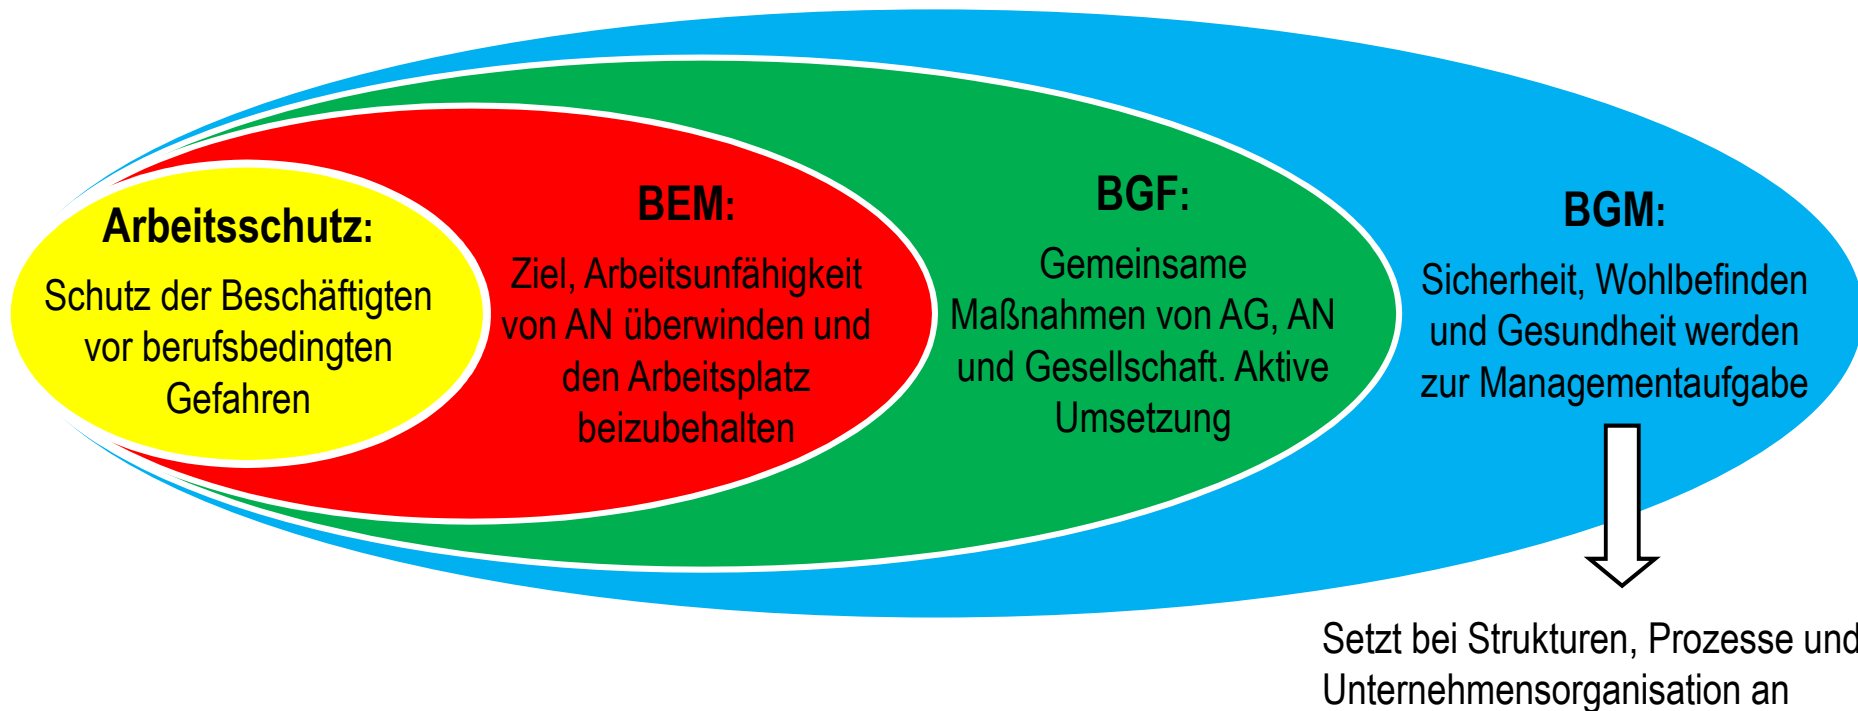 Arbeitsschutz:
Schutz der Beschäftigten
vor berufsbedingten
Gefahren
BEM:
Ziel, Arbeitsunfähigkeit
von AN überwinden und
den Arbeitsplatz
beizubehalten
BGF:
Gemeinsame
Maßnahmen von AG, AN
und Gesellschaft. Aktive
Umsetzung
BGM:
Sicherheit, Wohlbefinden
und Gesundheit werden
zur Managementaufgabe
Setzt bei Strukturen, Prozesse und
Unternehmensorganisation an